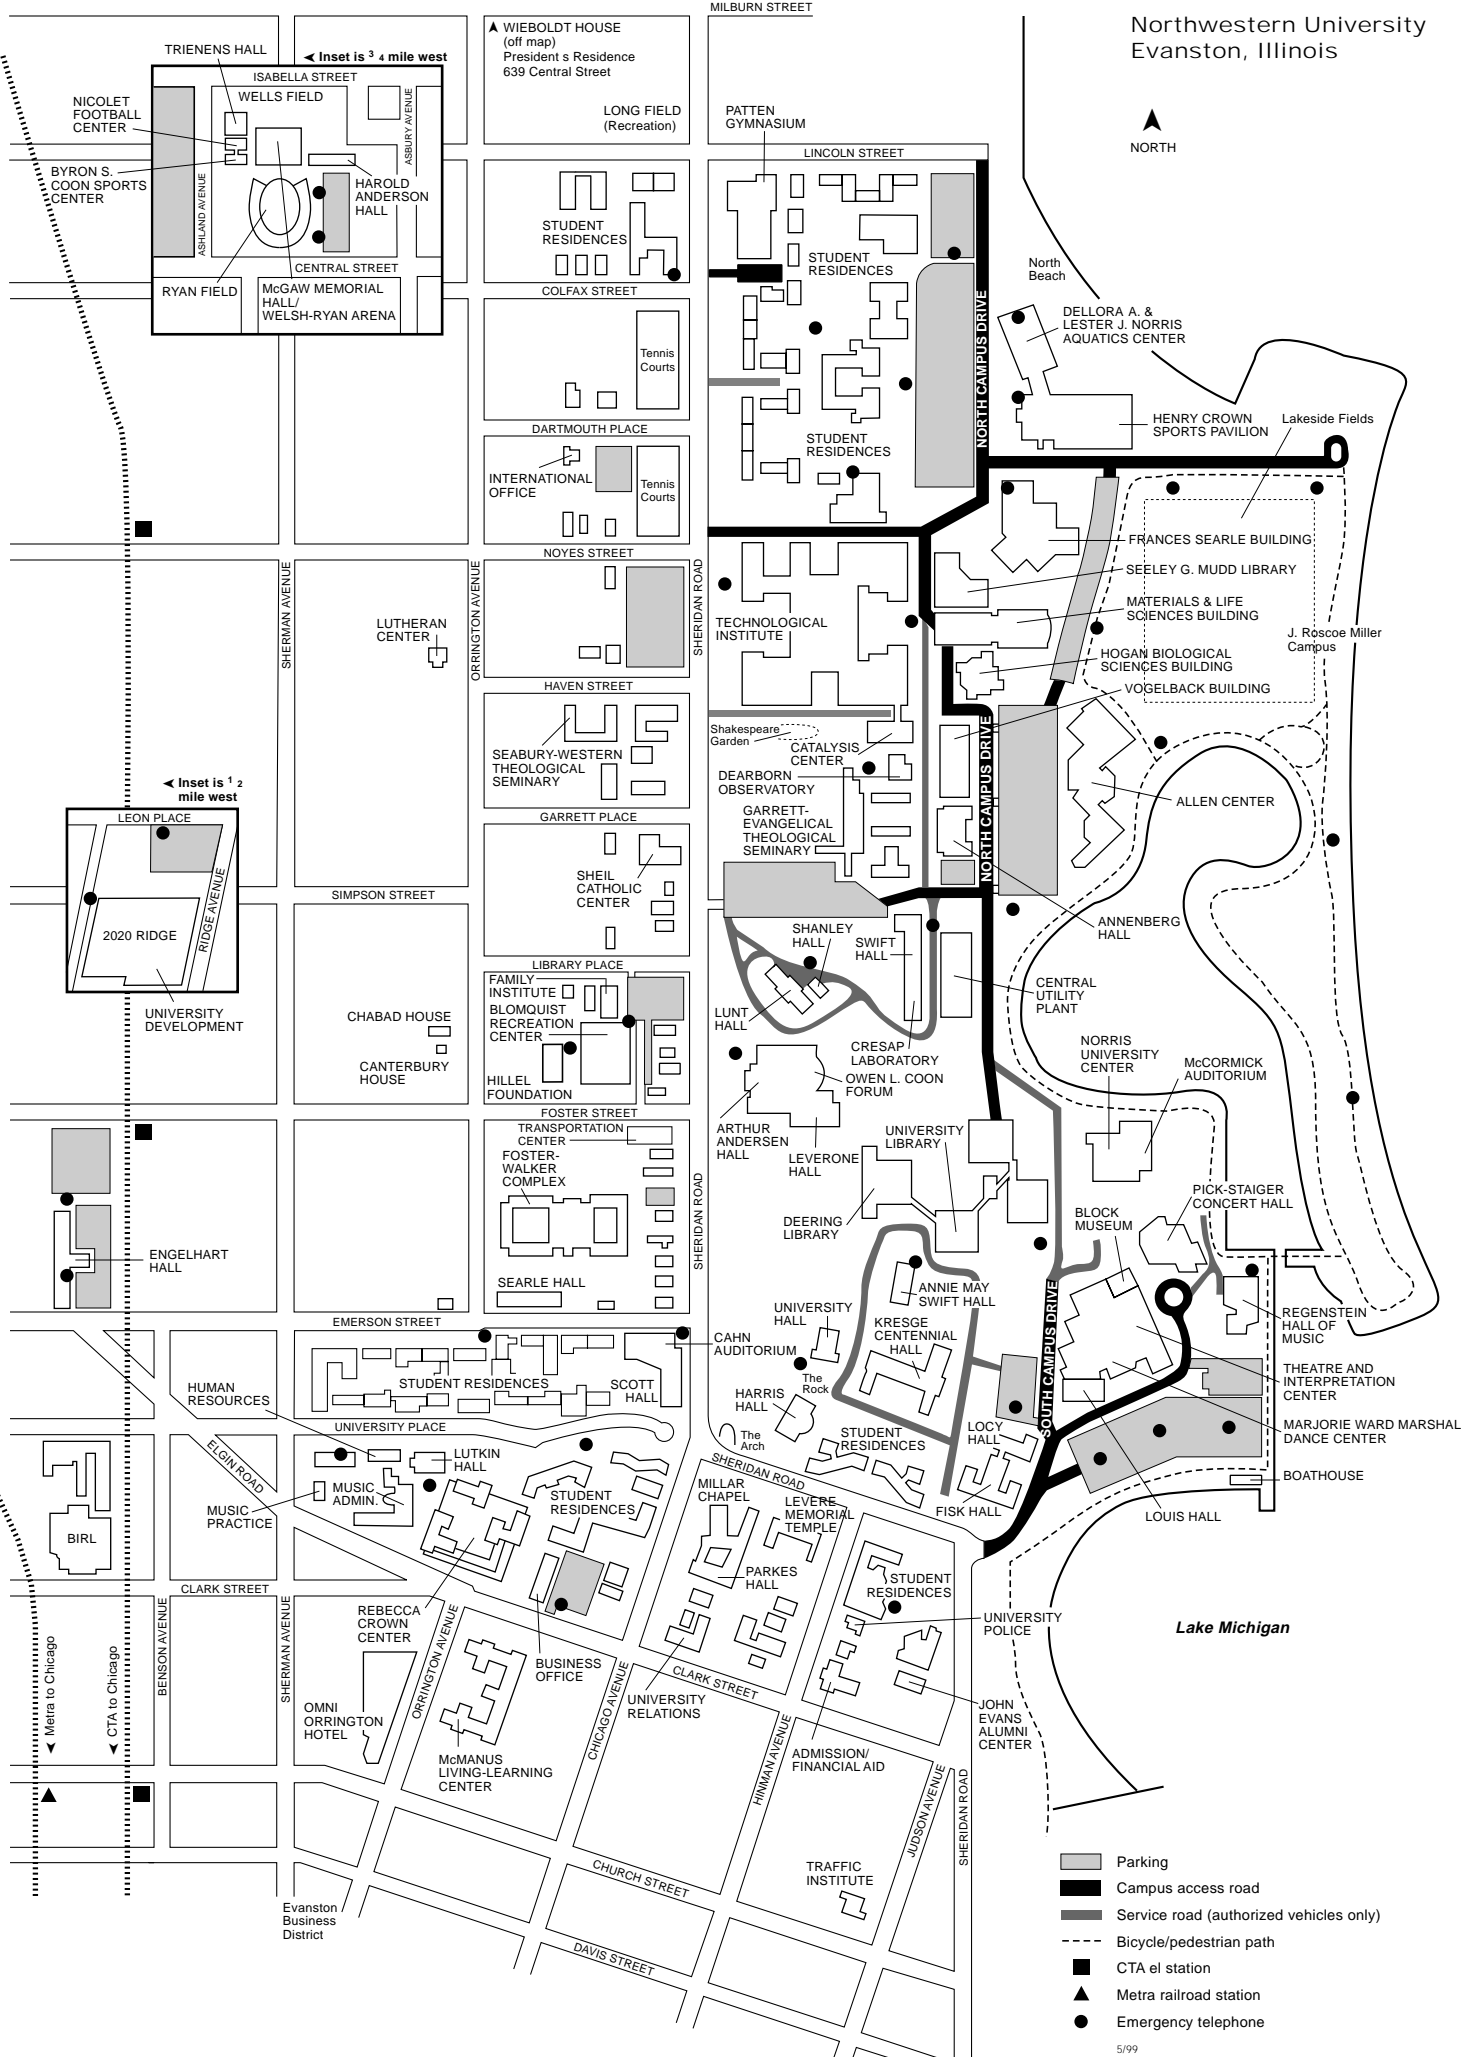 MILBURN STREET
Northwestern University
Evanston, Illinois
NORTH
WIEBOLDT HOUSE
(off map)
President s Residence
639 Central Street
LONG FIELD
(Recreation)
PATTEN
GYMNASIUM
LINCOLN STREET
TRIENENS HALL
Inset is 3 4 mile west
ISABELLA STREET
WELLS FIELD
NICOLET
FOOTBALL
CENTER
BYRON S.
COON SPORTS
CENTER
ASHLAND AVENUE
ASBURY AVENUE
HAROLD
ANDERSON
HALL
CENTRAL STREET
RYAN FIELD
McGAW MEMORIAL
HALL/
WELSH-RYAN ARENA
STUDENT
RESIDENCES
COLFAX STREET
STUDENT
RESIDENCES
North
Beach
DELLORA A. &
LESTER J. NORRIS
AQUATICS CENTER
NORTH CAMPUS DRIVE
Tennis
Courts
DARTMOUTH PLACE
STUDENT
RESIDENCES
HENRY CROWN
SPORTS PAVILION
Lakeside Fields
INTERNATIONAL
OFFICE
Tennis
Courts
NOYES STREET
FRANCES SEARLE BUILDING
SEELEY G. MUDD LIBRARY
MATERIALS & LIFE
SCIENCES BUILDING
J. Roscoe Miller
Campus
HOGAN BIOLOGICAL
SCIENCES BUILDING
VOGELBACK BUILDING
SHERMAN AVENUE
ORRINGTON AVENUE
SHERIDAN ROAD
LUTHERAN
CENTER
TECHNOLOGICAL
INSTITUTE
HAVEN STREET
Shakespeare
Garden
CATALYSIS
CENTER
SEABURY-WESTERN
THEOLOGICAL
SEMINARY
DEARBORN
OBSERVATORY
NORTH CAMPUS DRIVE
ALLEN CENTER
GARRETT-
EVANGELICAL
THEOLOGICAL
SEMINARY
GARRETT PLACE
Inset is 1 2
mile west
LEON PLACE
2020 RIDGE
RIDGE AVENUE
UNIVERSITY
DEVELOPMENT
SIMPSON STREET
SHEIL
CATHOLIC
CENTER
ANNENBERG
HALL
SHANLEY
HALL
SWIFT
HALL
LIBRARY PLACE
FAMILY
INSTITUTE
BLOMQUIST
RECREATION
CENTER
LUNT
HALL
CENTRAL
UTILITY
PLANT
CHABAD HOUSE
CANTERBURY
HOUSE
HILLEL
FOUNDATION
CRESAP
LABORATORY
OWEN L. COON
FORUM
NORRIS
UNIVERSITY
CENTER
McCORMICK
AUDITORIUM
FOSTER STREET
TRANSPORTATION
CENTER
FOSTER-
WALKER
COMPLEX
ARTHUR
ANDERSEN
HALL
LEVERONE
HALL
UNIVERSITY
LIBRARY
SHERIDAN ROAD
DEERING
LIBRARY
PICK-STAIGER
CONCERT HALL
BLOCK
MUSEUM
ENGELHART
HALL
SEARLE HALL
ANNIE MAY
SWIFT HALL
EMERSON STREET
UNIVERSITY
HALL
KRESGE
CENTENNIAL
HALL
SOUTH CAMPUS DRIVE
REGENSTEIN
HALL OF
MUSIC
CAHN
AUDITORIUM
The
Rock
THEATRE AND
INTERPRETATION
CENTER
HUMAN
RESOURCES
STUDENT RESIDENCES
SCOTT
HALL
HARRIS
HALL
UNIVERSITY PLACE
The
Arch
STUDENT
RESIDENCES
LOCY
HALL
MARJORIE WARD MARSHAL
DANCE CENTER
ELGIN ROAD
LUTKIN
HALL
SHERIDAN ROAD
BOATHOUSE
MUSIC
ADMIN.
MUSIC
PRACTICE
STUDENT
RESIDENCES
MILLAR
CHAPEL
LEVERE
MEMORIAL
TEMPLE
FISK HALL
LOUIS HALL
BIRL
PARKES
HALL
STUDENT
RESIDENCES
CLARK STREET
REBECCA
CROWN
CENTER
UNIVERSITY
POLICE
Lake Michigan
Metra to Chicago
CTA to Chicago
BENSON AVENUE
SHERMAN AVENUE
ORRINGTON AVENUE
BUSINESS
OFFICE
CLARK STREET
UNIVERSITY
RELATIONS
OMNI
ORRINGTON
HOTEL
CHICAGO AVENUE
JOHN
EVANS
ALUMNI
CENTER
McMANUS
LIVING-LEARNING
CENTER
HINMAN AVENUE
ADMISSION/
FINANCIAL AID
JUDSON AVENUE
SHERIDAN ROAD
CHURCH STREET
TRAFFIC
INSTITUTE
Evanston
Business
District
DAVIS STREET
Parking
Campus access road
Service road (authorized vehicles only)
Bicycle/pedestrian path
CTA el station
Metra railroad station
Emergency telephone
5/99